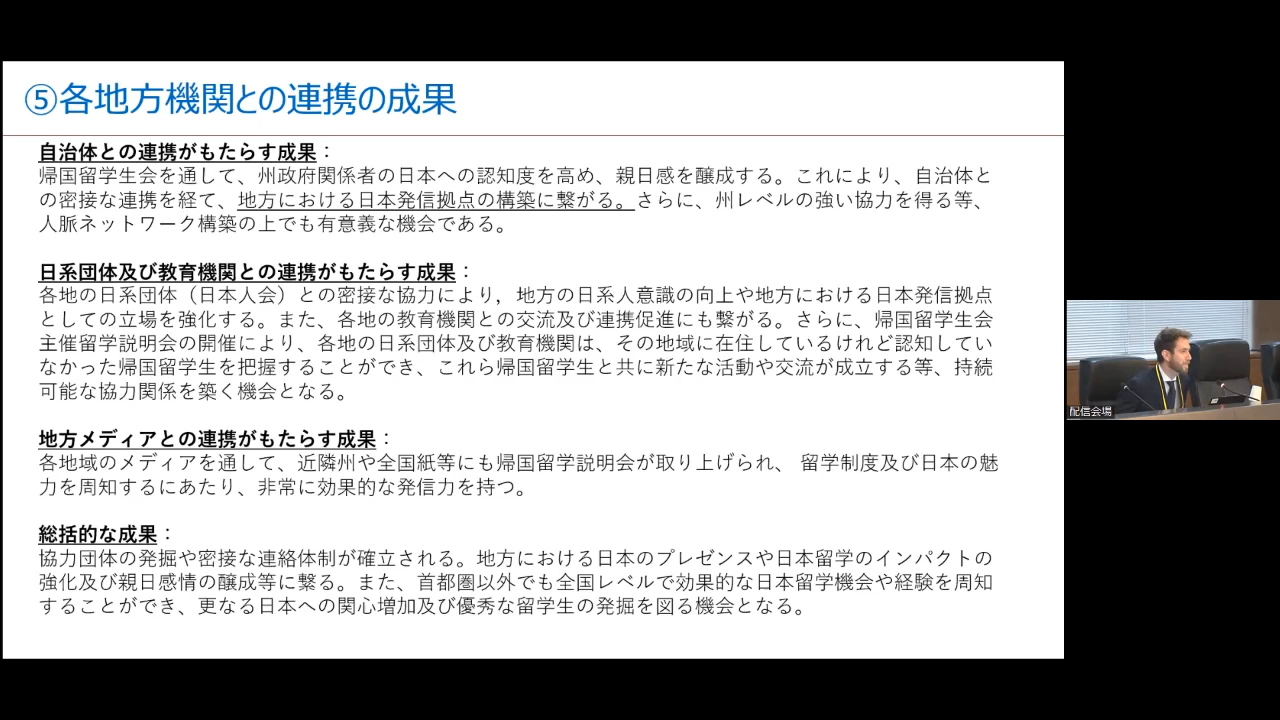 ⑤各地方機関との連携の成果
自治体との連携がもたらす成果：
帰国留学生会を通して、州政府関係者の日本への認知度を高め、親日感を醸成する。これにより、自治体と
の密接な連携を経て、地方における日本発信拠点の構築に繋がる。さらに、州レベルの強い協力を得る等、
人脈ネットワーク構築の上でも有意義な機会である。
日系団体及び教育機関との連携がもたらす成果：
各地の日系団体（日本人会）との密接な協力により，地方の日系人意識の向上や地方における日本発信拠点
としての立場を強化する。また、各地の教育機関との交流及び連携促進にも繋がる。さらに、帰国留学生会
主催留学説明会の開催により、各地の日系団体及び教育機関は、その地域に在住しているけれど認知してい
なかった帰国留学生を把握することができ、これら帰国留学生と共に新たな活動や交流が成立する等、持続
可能な協力関係を築く機会となる。
地方メディアとの連携がもたらす成果：
各地域のメディアを通して、近隣州や全国紙等にも帰国留学説明会が取り上げられ、 留学制度及び日本の魅
力を周知するにあたり、非常に効果的な発信力を持つ。
総括的な成果：
協力団体の発掘や密接な連絡体制が確立される。地方における日本のプレゼンスや日本留学のインパクトの
強化及び親日感情の醸成等に繋る。また、首都圏以外でも全国レベルで効果的な日本留学機会や経験を周知
することができ、更なる日本への関心増加及び優秀な留学生の発掘を図る機会となる。
配信会場